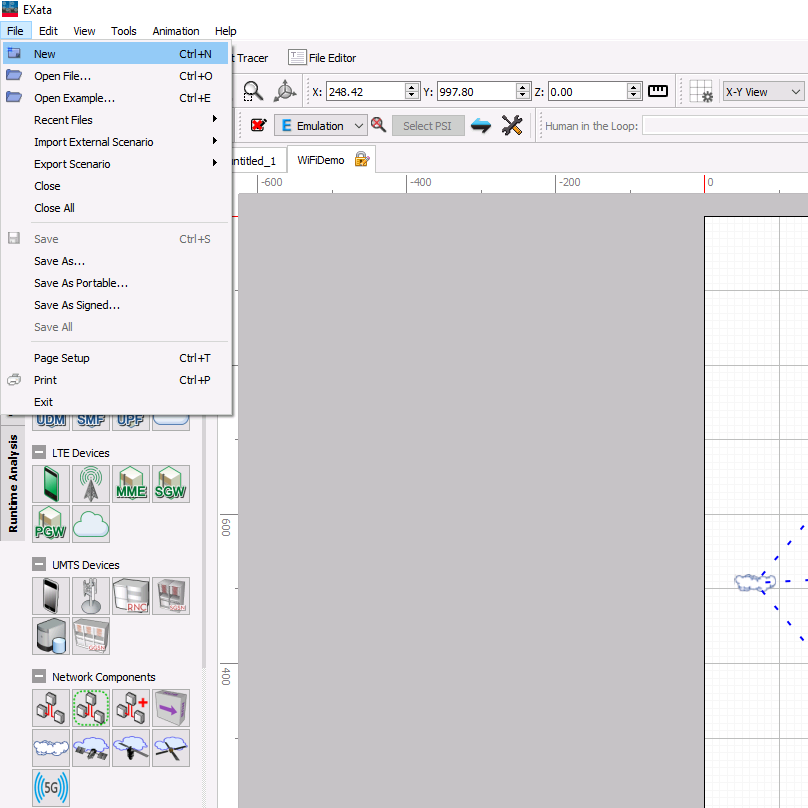 EXata
File Edit View Tools Animation Help
New Ctrl+N
Open File... Ctrl+O
Open Example... Ctrl+E
Recent Files
Import External Scenario
Export Scenario
Close
Close All
Save Ctrl+S
Save As...
Save As Portable...
Save As Signed...
Save All
Page Setup Ctrl+T
Print Ctrl+P
Exit
t Tracer File Editor
X: 248.42 Y: 997.80 Z: 0.00 X-Y View
E Emulation Select PSI Human in the Loop:
untitled_1 WiFiDemo
-600 -400 -200 0
600
400
Runtime Analysis
UDM SMF UPF
LTE Devices
MME SGW
PGW
UMTS Devices
RNC
Network Components
5G